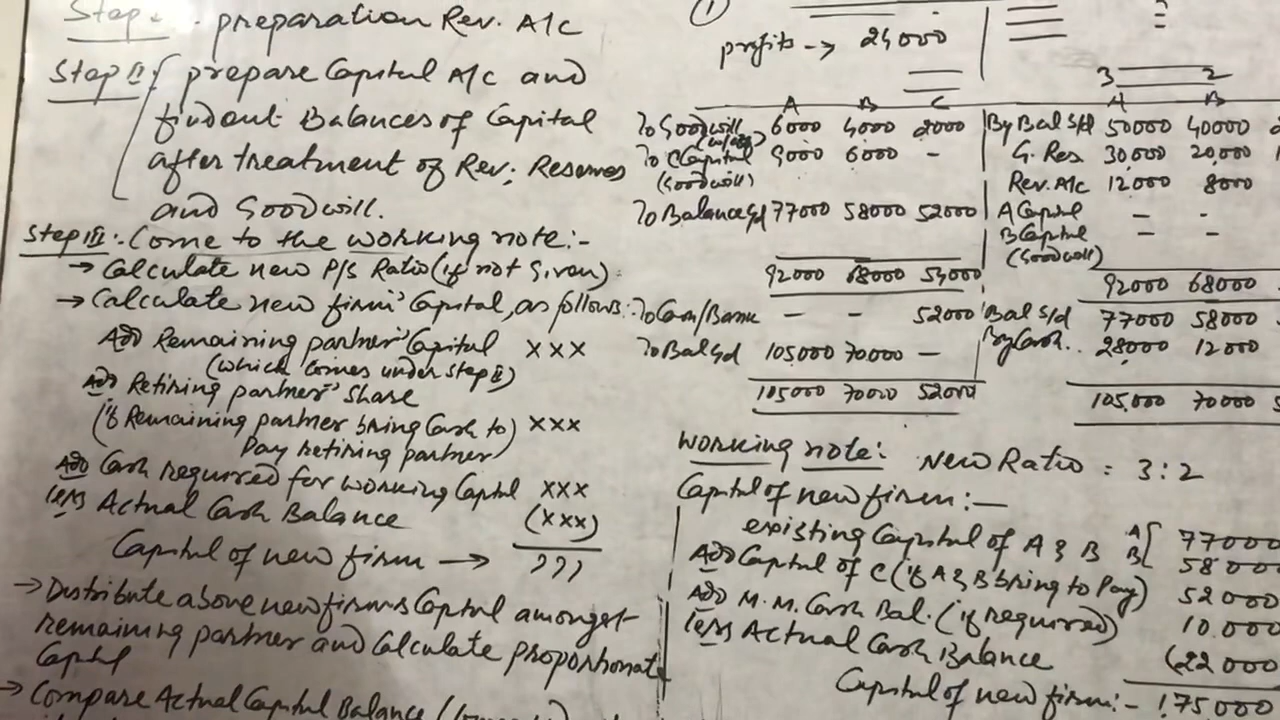 Step I. preparation Rev. A/c
Step II prepare Capital A/c and
findout Balances of Capital
after treatment of Rev; Reserves
and Goodwill.
Step III :- Come to the working note:-
→ Calculate new P/s Ratio (if not given).
→ Calculate new firm's Capital, as follows:
Add Remaining partner Capital XXX
(which comes under step II)
Add Retiring partner's Share
(if Remaining partner bring Cash to) XXX
Pay retiring partner
Add Cash required for working Capital XXX
less Actual Cash Balance (XXX)
Capital of new firm → ???
→ Distribute above new firm's Capital amongst
remaining partner and Calculate proportionate
Capital
→ Compare Actual Capital Balance
①
profits → 24000
3 2
A B C A B
To Goodwill 6000 4000 2000 By Bal b/d 50000 40000
(w/off)
To C Capital 9000 6000 - G. Res 30000 20000
(Goodwill) Rev. A/c 12000 8000
To Balance c/d 77000 58000 52000 A Capital - -
B Capital - -
(Goodwill)
92000 68000 54000 92000 68000
To Cash/Bank - - 52000 Bal b/d 77000 58000
To Bal c/d 105000 70000 - By Cash.. 28000 12000
105000 70000 52000 105,000 70000
Working note: New Ratio = 3:2
Capital of new firm:—
existing Capital of A & B A 77000
B 58000
Add Capital of C (if A & B bring to Pay) 52000
Add M.M. Cash Bal. (if required) 10.000
less Actual Cash Balance (22000
Capital of new firm:- 175000